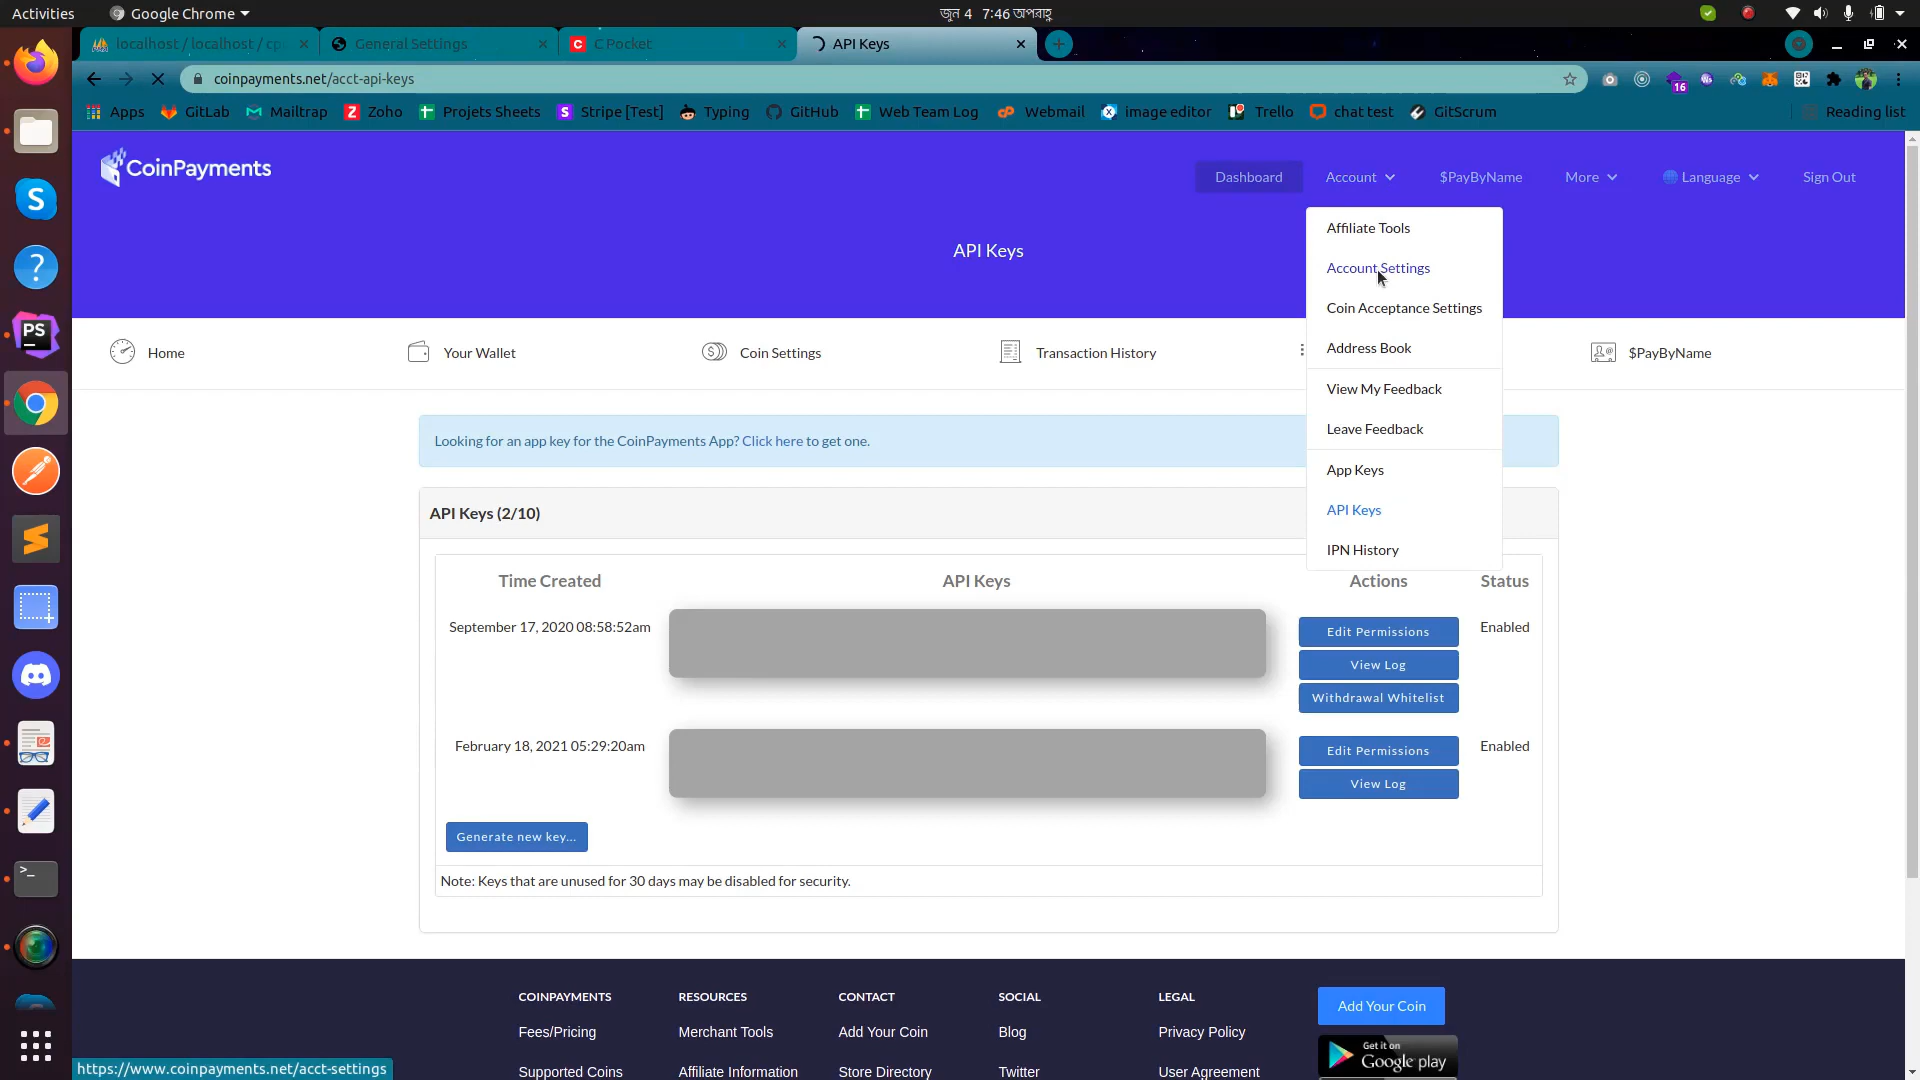 Activities
Google Chrome
জুন 4 7:46 অপরাহ্ণ
localhost / localhost / cp
General Settings
C Pocket
API Keys
coinpayments.net/acct-api-keys
16
Apps
GitLab
Mailtrap
Zoho
Projets Sheets
Stripe [Test]
Typing
GitHub
Web Team Log
Webmail
image editor
Trello
chat test
GitScrum
Reading list
CoinPayments
Dashboard
Account
$PayByName
More
Language
Sign Out
API Keys
Affiliate Tools
Account Settings
Coin Acceptance Settings
Address Book
View My Feedback
Leave Feedback
App Keys
API Keys
IPN History
Home
Your Wallet
Coin Settings
Transaction History
$PayByName
Looking for an app key for the CoinPayments App? Click here to get one.
API Keys (2/10)
Time Created
API Keys
Actions
Status
September 17, 2020 08:58:52am
Edit Permissions
View Log
Withdrawal Whitelist
Enabled
February 18, 2021 05:29:20am
Edit Permissions
View Log
Enabled
Generate new key...
Note: Keys that are unused for 30 days may be disabled for security.
COINPAYMENTS
Fees/Pricing
Supported Coins
RESOURCES
Merchant Tools
Affiliate Information
CONTACT
Add Your Coin
Store Directory
SOCIAL
Blog
Twitter
LEGAL
Privacy Policy
User Agreement
Add Your Coin
Get it on
Google play
https://www.coinpayments.net/acct-settings
PS